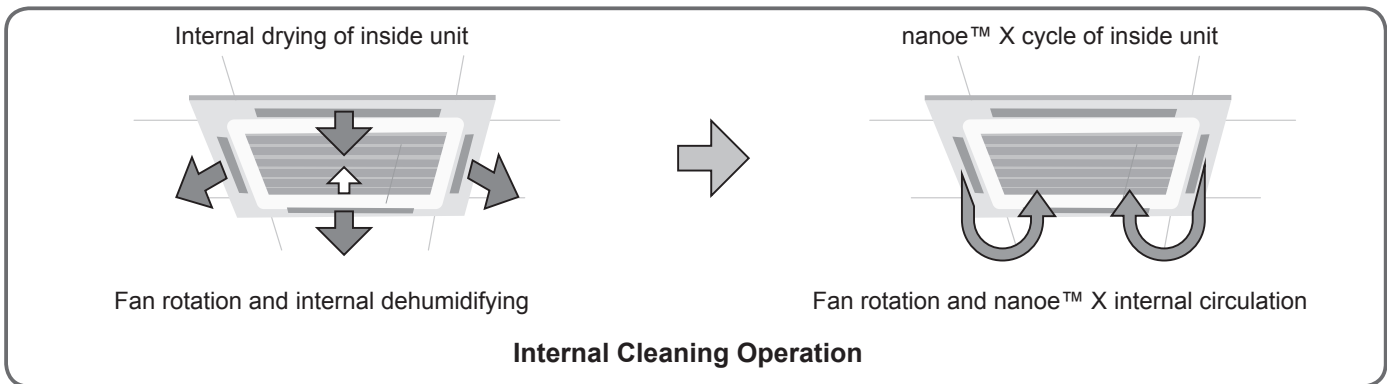 Internal drying of inside unit
nanoe™ X cycle of inside unit
Fan rotation and internal dehumidifying
Fan rotation and nanoe™ X internal circulation
Internal Cleaning Operation